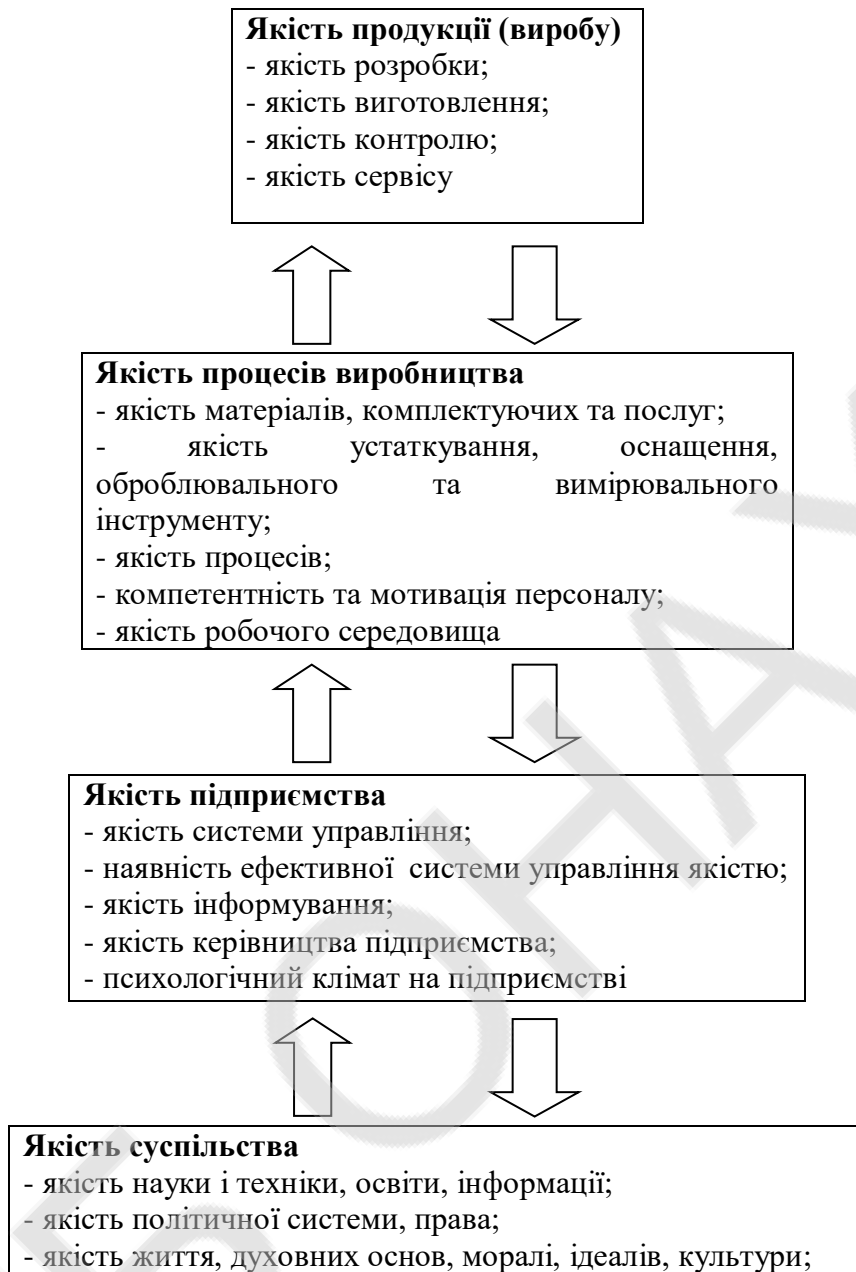 Якість продукції (виробу)
- якість розробки;
- якість виготовлення;
- якість контролю;
- якість сервісу
Якість процесів виробництва
- якість матеріалів, комплектуючих та послуг;
- якість устаткування, оснащення,
оброблювального та вимірювального
інструменту;
- якість процесів;
- компетентність та мотивація персоналу;
- якість робочого середовища
Якість підприємства
- якість системи управління;
- наявність ефективної системи управління якістю;
- якість інформування;
- якість керівництва підприємства;
- психологічний клімат на підприємстві
Якість суспільства
- якість науки і техніки, освіти, інформації;
- якість політичної системи, права;
- якість життя, духовних основ, моралі, ідеалів, культури;